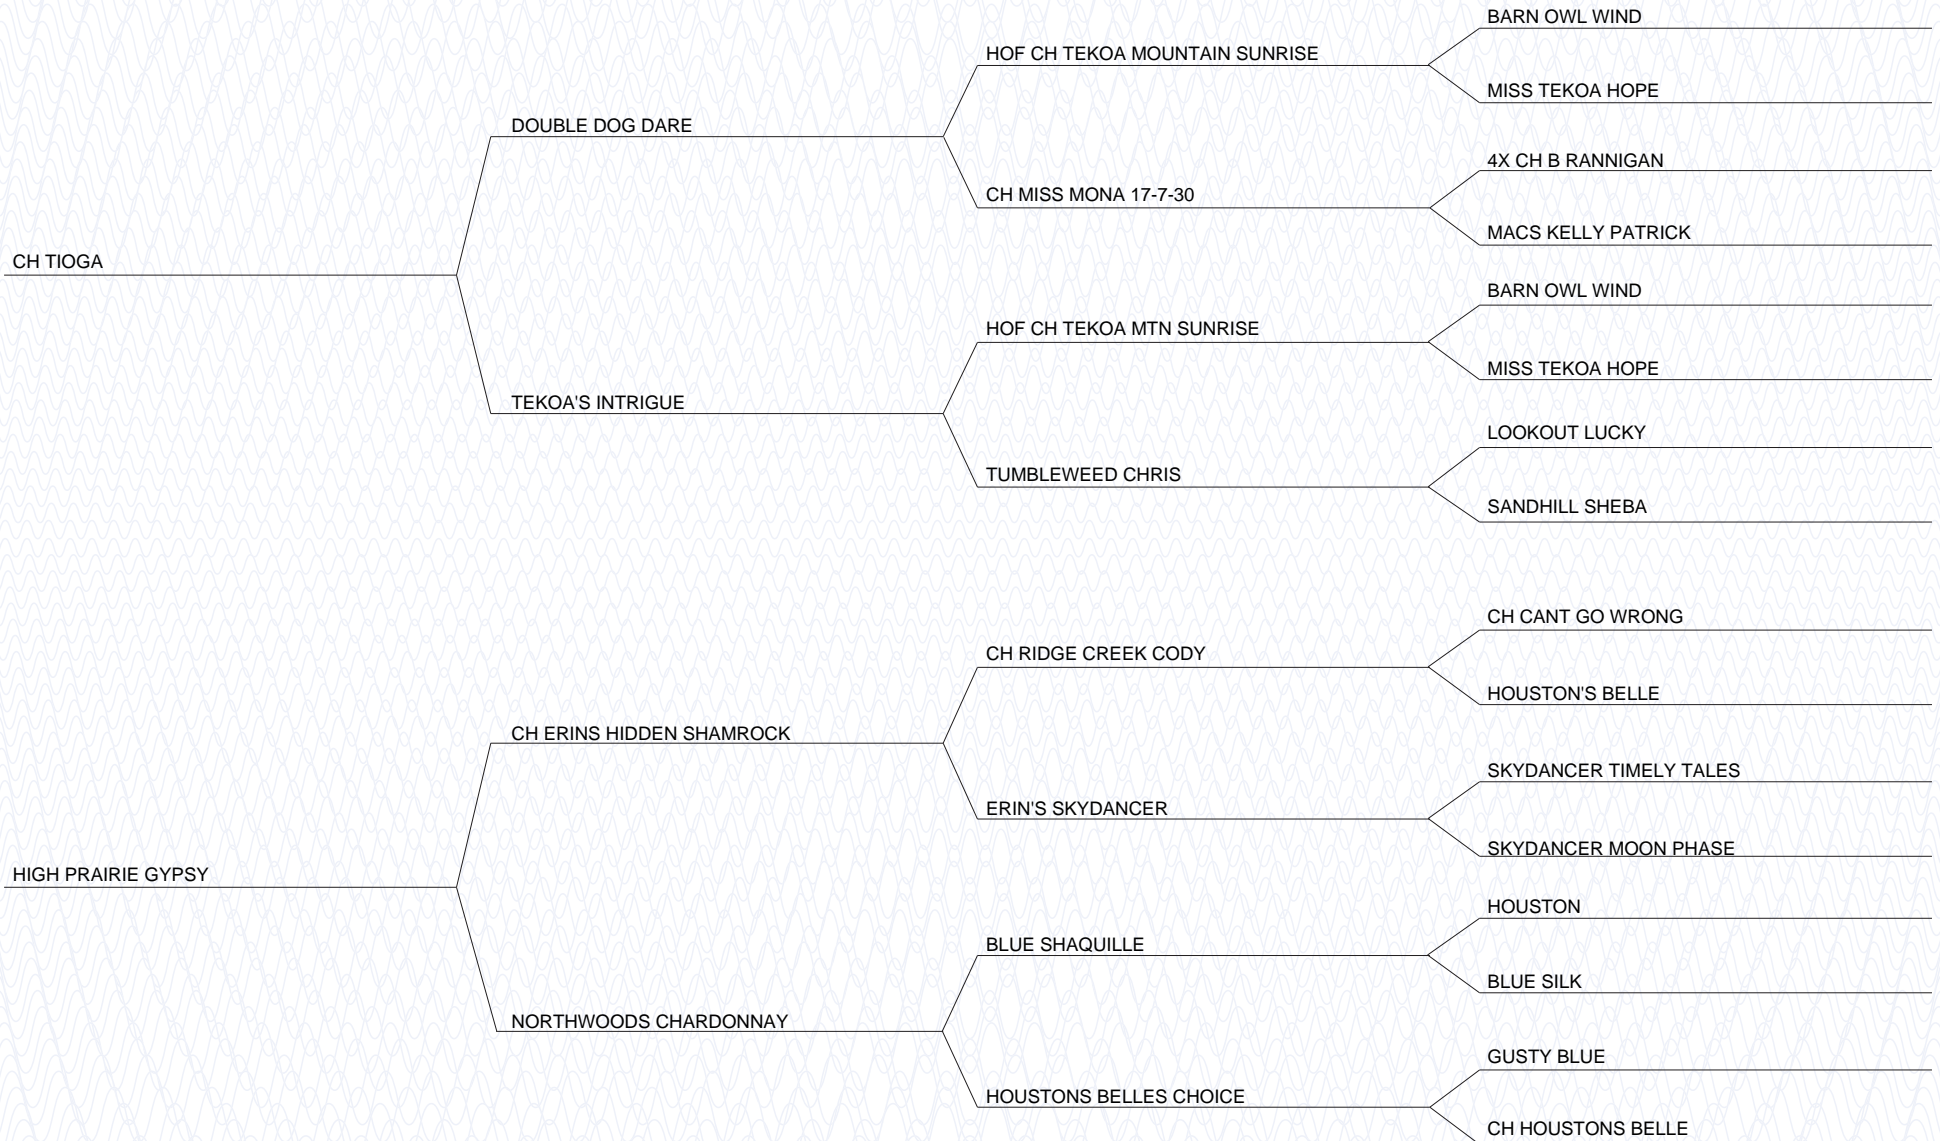 BARN OWL WIND
HOF CH TEKOA MOUNTAIN SUNRISE
MISS TEKOA HOPE
DOUBLE DOG DARE
4X CH B RANNIGAN
CH MISS MONA 17-7-30
MACS KELLY PATRICK
CH TIOGA
BARN OWL WIND
HOF CH TEKOA MTN SUNRISE
MISS TEKOA HOPE
TEKOA'S INTRIGUE
LOOKOUT LUCKY
TUMBLEWEED CHRIS
SANDHILL SHEBA
CH CANT GO WRONG
CH RIDGE CREEK CODY
HOUSTON'S BELLE
CH ERINS HIDDEN SHAMROCK
SKYDANCER TIMELY TALES
ERIN'S SKYDANCER
SKYDANCER MOON PHASE
HIGH PRAIRIE GYPSY
HOUSTON
BLUE SHAQUILLE
BLUE SILK
NORTHWOODS CHARDONNAY
GUSTY BLUE
HOUSTONS BELLES CHOICE
CH HOUSTONS BELLE